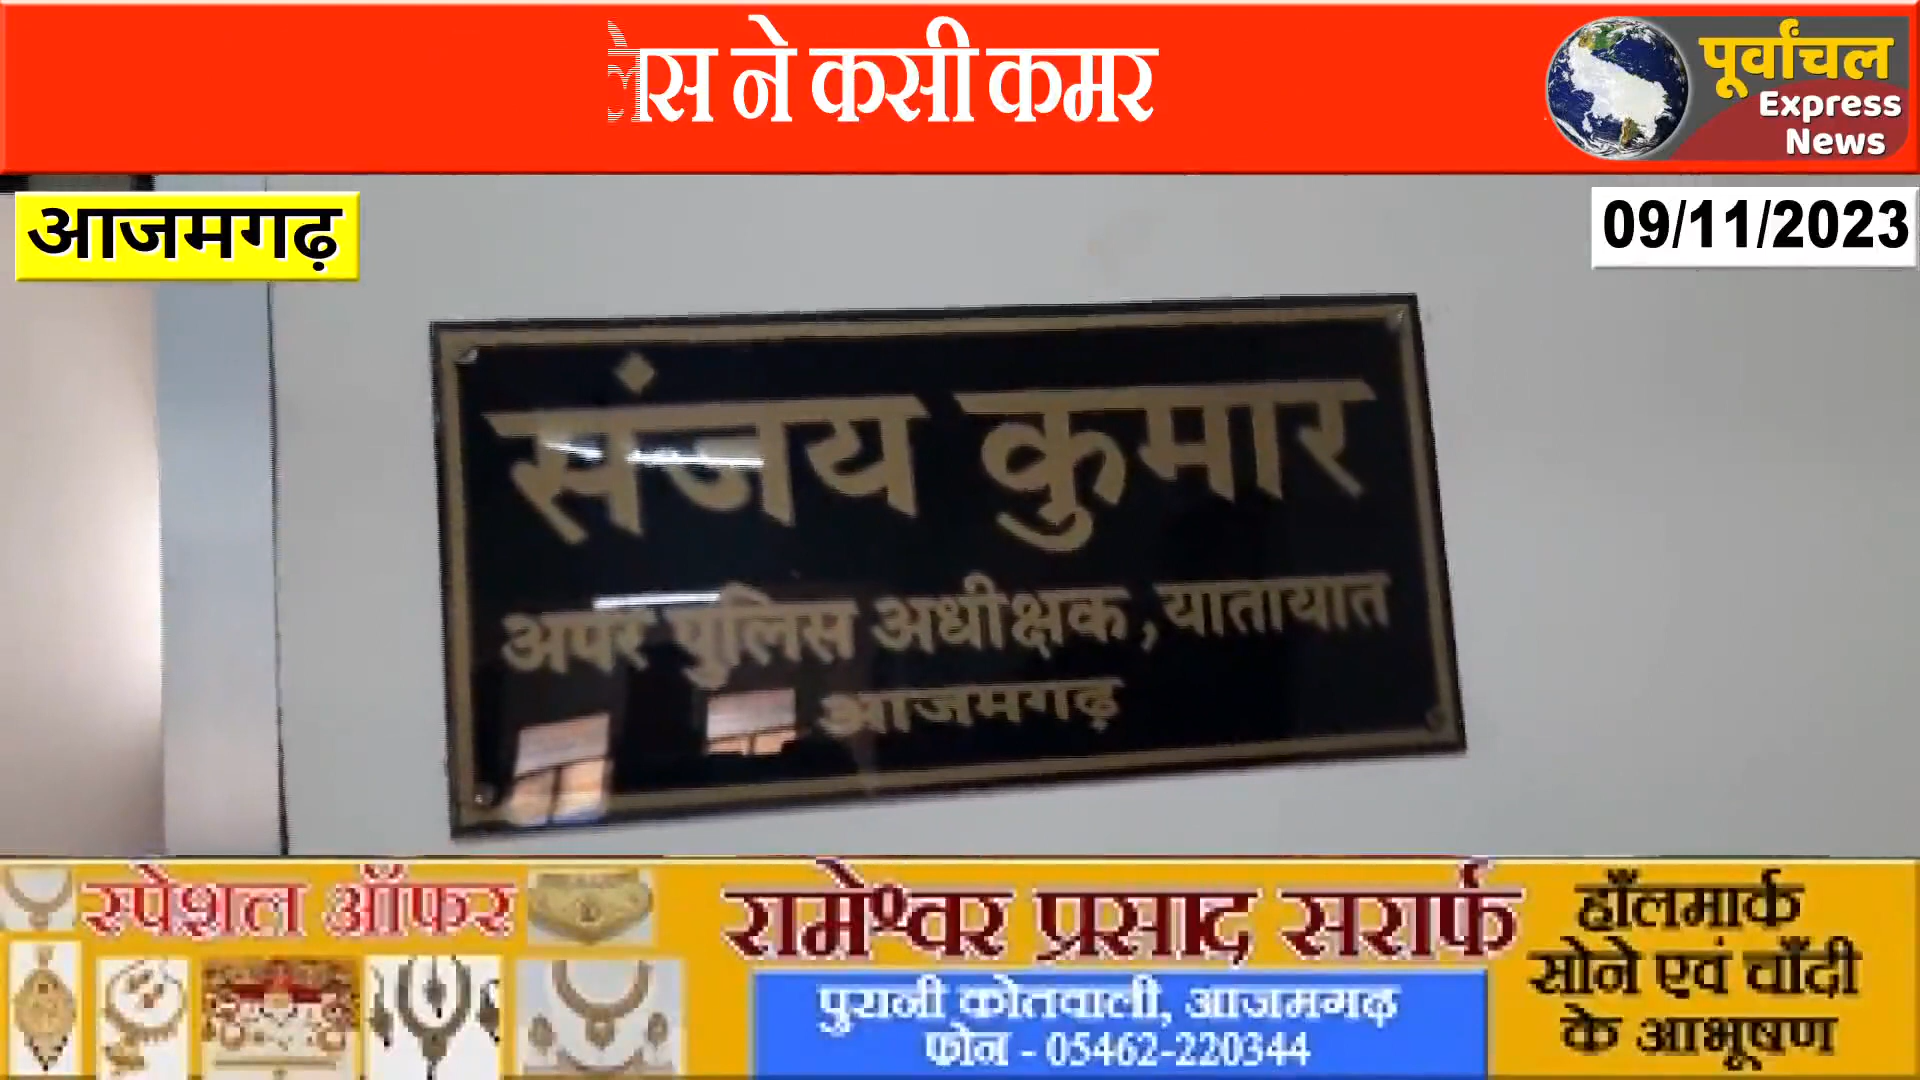 स ने कसी कमर
पूर्वांचल
Express
News
आजमगढ़
09/11/2023
संजय कुमार
अपर पुलिस अधीक्षक, यातायात
आजमगढ़
स्पेशल ऑफर
रामेश्वर प्रसाद सरार्फ
पुरानी कोतवाली, आजमगढ़
फोन - 05462-220344
हॉलमार्क
सोने एवं चाँदी
के आभूषण